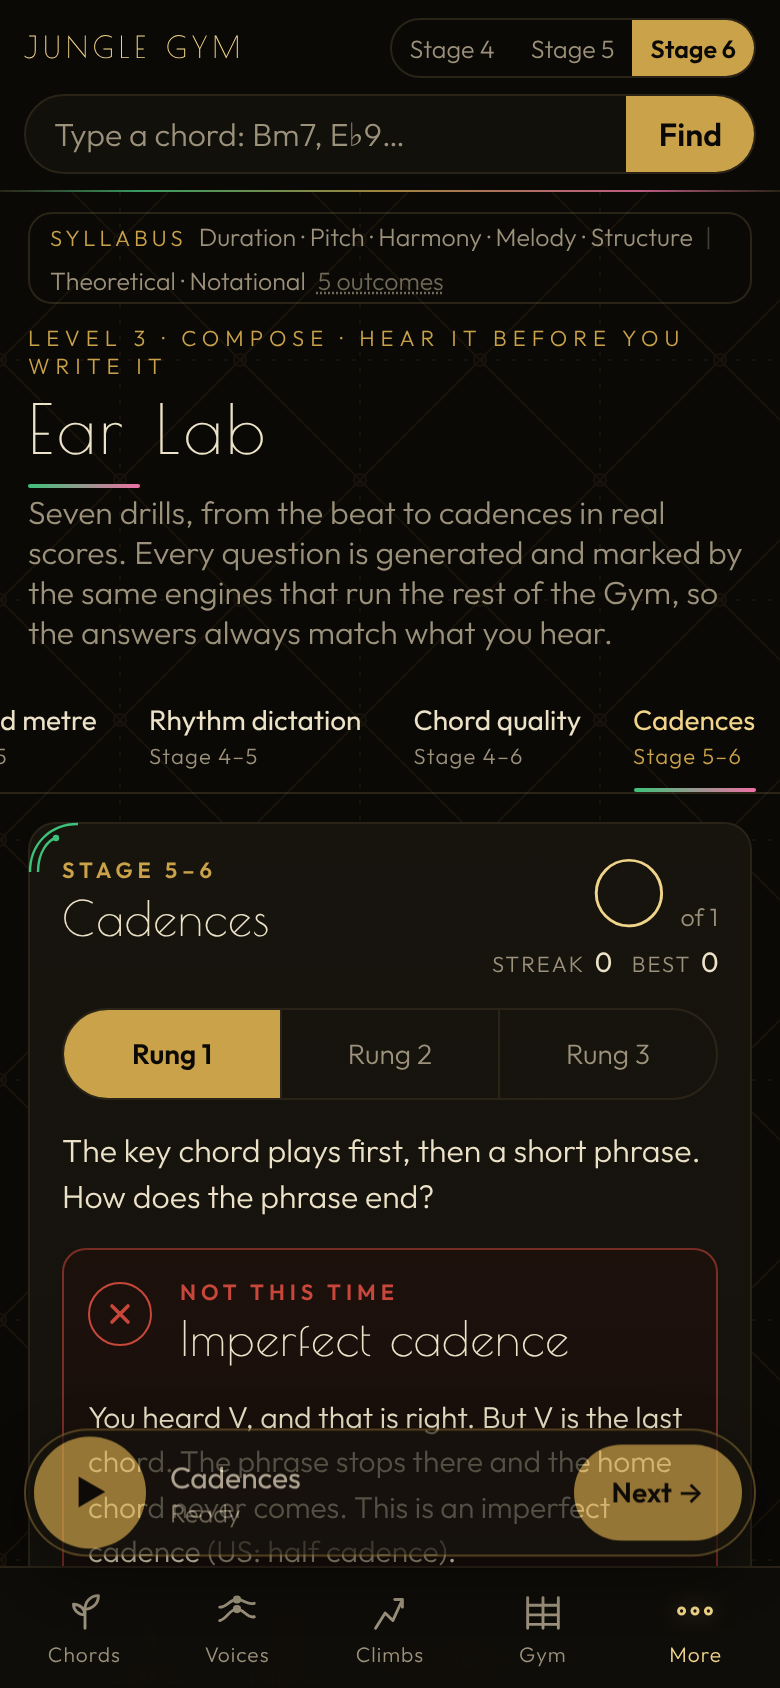 JUNGLE GYM
Stage 4 Stage 5 Stage 6
Type a chord: Bm7, E♭9... Find
SYLLABUS Duration · Pitch · Harmony · Melody · Structure |
Theoretical · Notational 5 outcomes
LEVEL 3 · COMPOSE · HEAR IT BEFORE YOU
WRITE IT
Ear Lab
Seven drills, from the beat to cadences in real
scores. Every question is generated and marked by
the same engines that run the rest of the Gym, so
the answers always match what you hear.
d metre Rhythm dictation Chord quality Cadences
5 Stage 4–5 Stage 4–6 Stage 5–6
STAGE 5–6
Cadences
of 1
STREAK 0 BEST 0
Rung 1 Rung 2 Rung 3
The key chord plays first, then a short phrase.
How does the phrase end?
NOT THIS TIME
Imperfect cadence
You heard V, and that is right. But V is the last
chord. The phrase stops there and the home
chord never comes. This is an imperfect
cadence (US: half cadence).
Cadences
Ready
Next →
Chords Voices Climbs Gym More